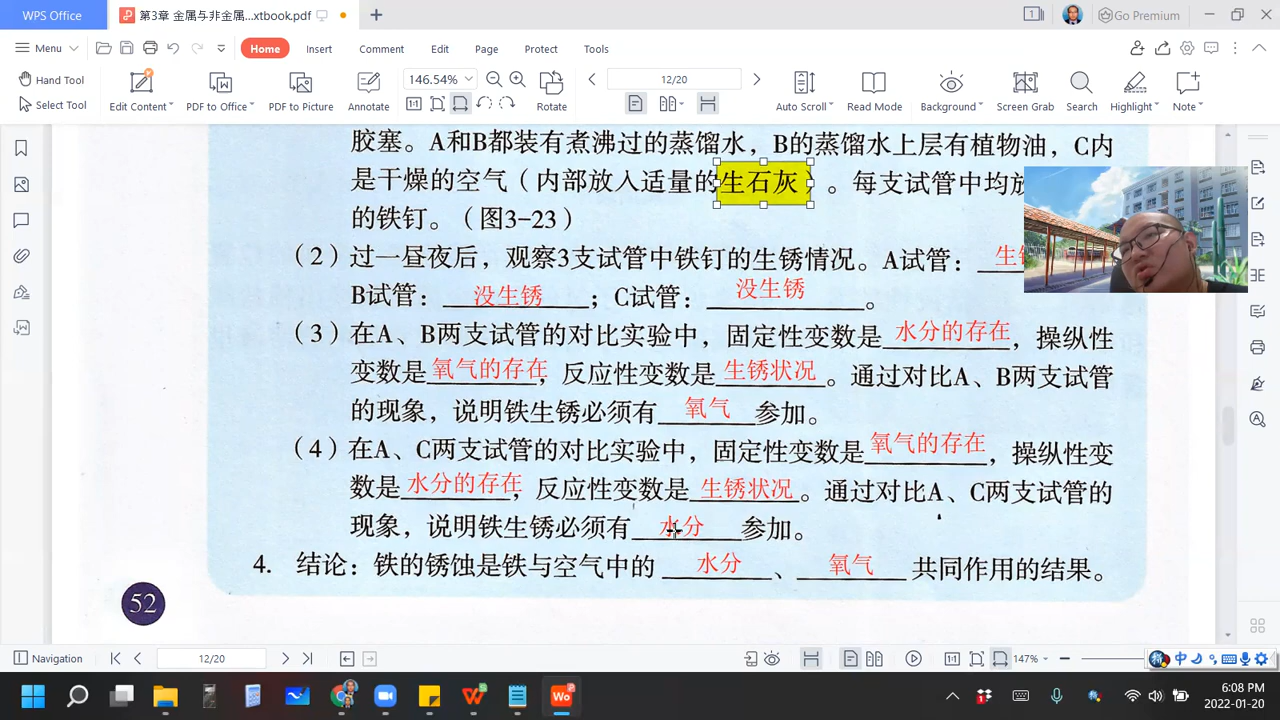 WPS Office 第3章 金属与非金属...xtbook.pdf 1 Go Premium
Menu Home Insert Comment Edit Page Protect Tools
Hand Tool Select Tool Edit Content PDF to Office PDF to Picture Annotate 146.54% Rotate 12/20 Auto Scroll Read Mode Background Screen Grab Search Highlight Note
胶塞。A和B都装有煮沸过的蒸馏水，B的蒸馏水上层有植物油，C内
是干燥的空气（内部放入适量的生石灰）。每支试管中均放
的铁钉。（图3-23）
（2）过一昼夜后，观察3支试管中铁钉的生锈情况。A试管：生
B试管：没生锈；C试管：没生锈。
（3）在A、B两支试管的对比实验中，固定性变数是水分的存在，操纵性
变数是氧气的存在，反应性变数是生锈状况。通过对比A、B两支试管
的现象，说明铁生锈必须有氧气参加。
（4）在A、C两支试管的对比实验中，固定性变数是氧气的存在，操纵性变
数是水分的存在，反应性变数是生锈状况。通过对比A、C两支试管的
现象，说明铁生锈必须有水分参加。
4. 结论：铁的锈蚀是铁与空气中的水分、氧气共同作用的结果。
52
Navigation 12/20 147% 中
6:08 PM
2022-01-20